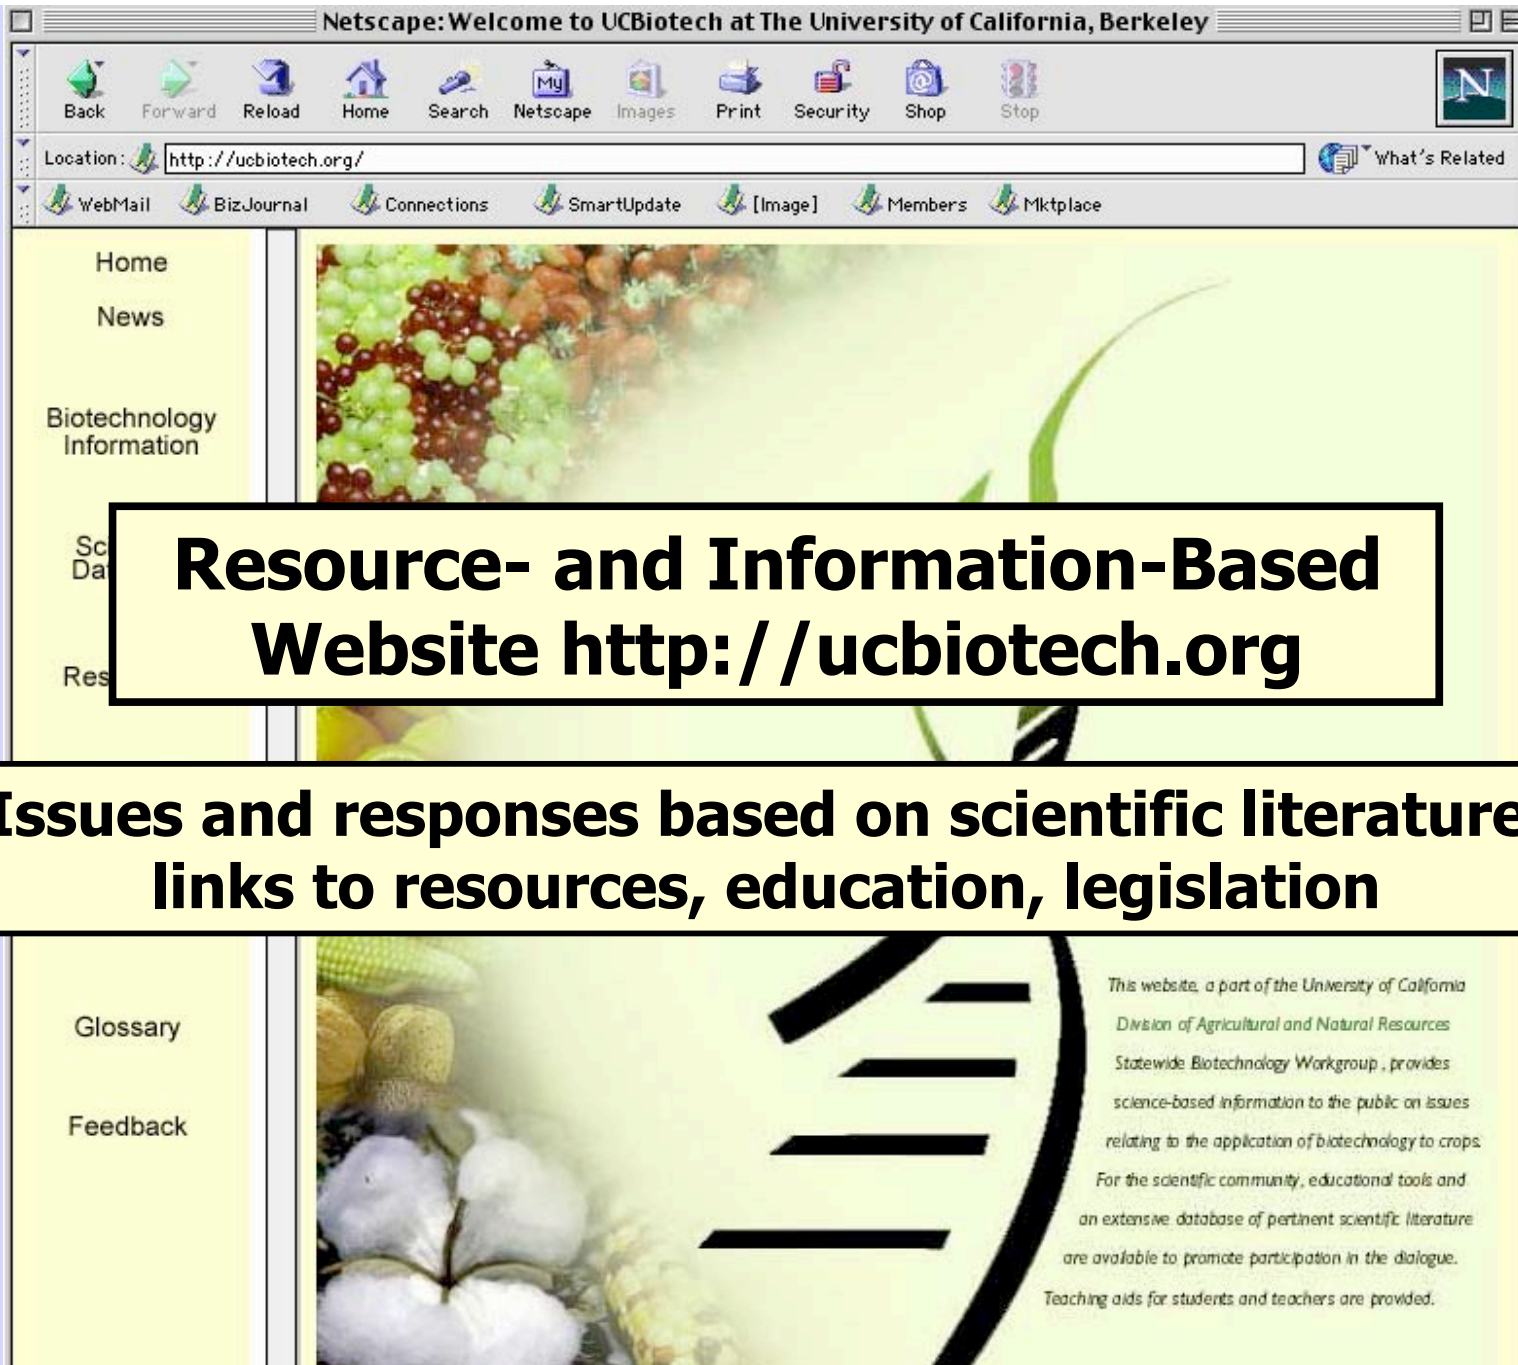 Netscape: Welcome to UCBiotech at The University of California, Berkeley
Back Forward Reload Home Search Netscape Images Print Security Shop Stop
My
N
Location: http://ucbiotech.org/ What's Related
WebMail BizJournal Connections SmartUpdate [Image] Members Mktplace
Home
News
Biotechnology
Information
Resource- and Information-Based
Website http://ucbiotech.org
Issues and responses based on scientific literature
links to resources, education, legislation
Glossary
Feedback
This website, a part of the University of California
Division of Agricultural and Natural Resources
Statewide Biotechnology Workgroup , provides
science-based information to the public on issues
relating to the application of biotechnology to crops.
For the scientific community, educational tools and
an extensive database of pertinent scientific literature
are available to promote participation in the dialogue.
Teaching aids for students and teachers are provided.